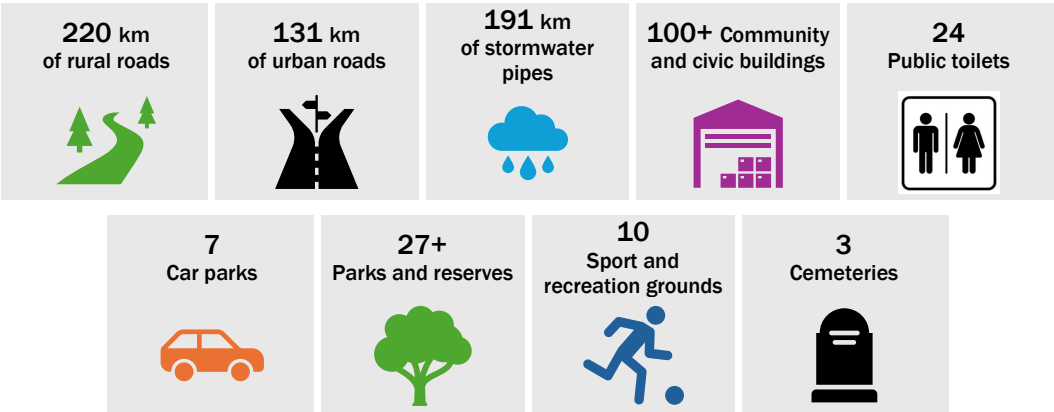 220 km
of rural roads
131 km
of urban roads
191 km
of stormwater
pipes
100+ Community
and civic buildings
24
Public toilets
7
Car parks
27+
Parks and reserves
10
Sport and
recreation grounds
3
Cemeteries